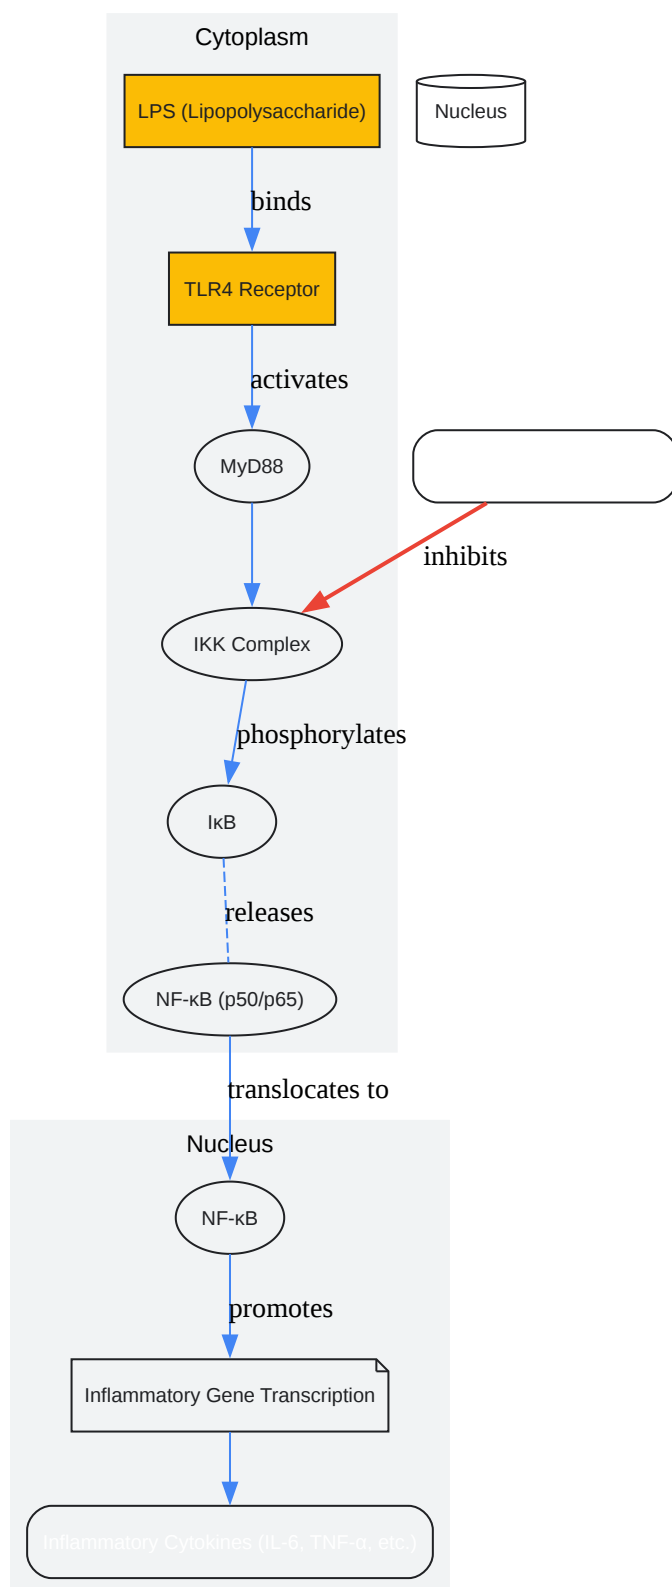 Cytoplasm
LPS (Lipopolysaccharide)
Nucleus
binds
TLR4 Receptor
activates
MyD88
inhibits
IKK Complex
phosphorylates
IκB
releases
NF-κB (p50/p65)
translocates to
Nucleus
NF-κB
promotes
Inflammatory Gene Transcription
Inflammatory Cytokines (IL-6, TNF-α, etc.)